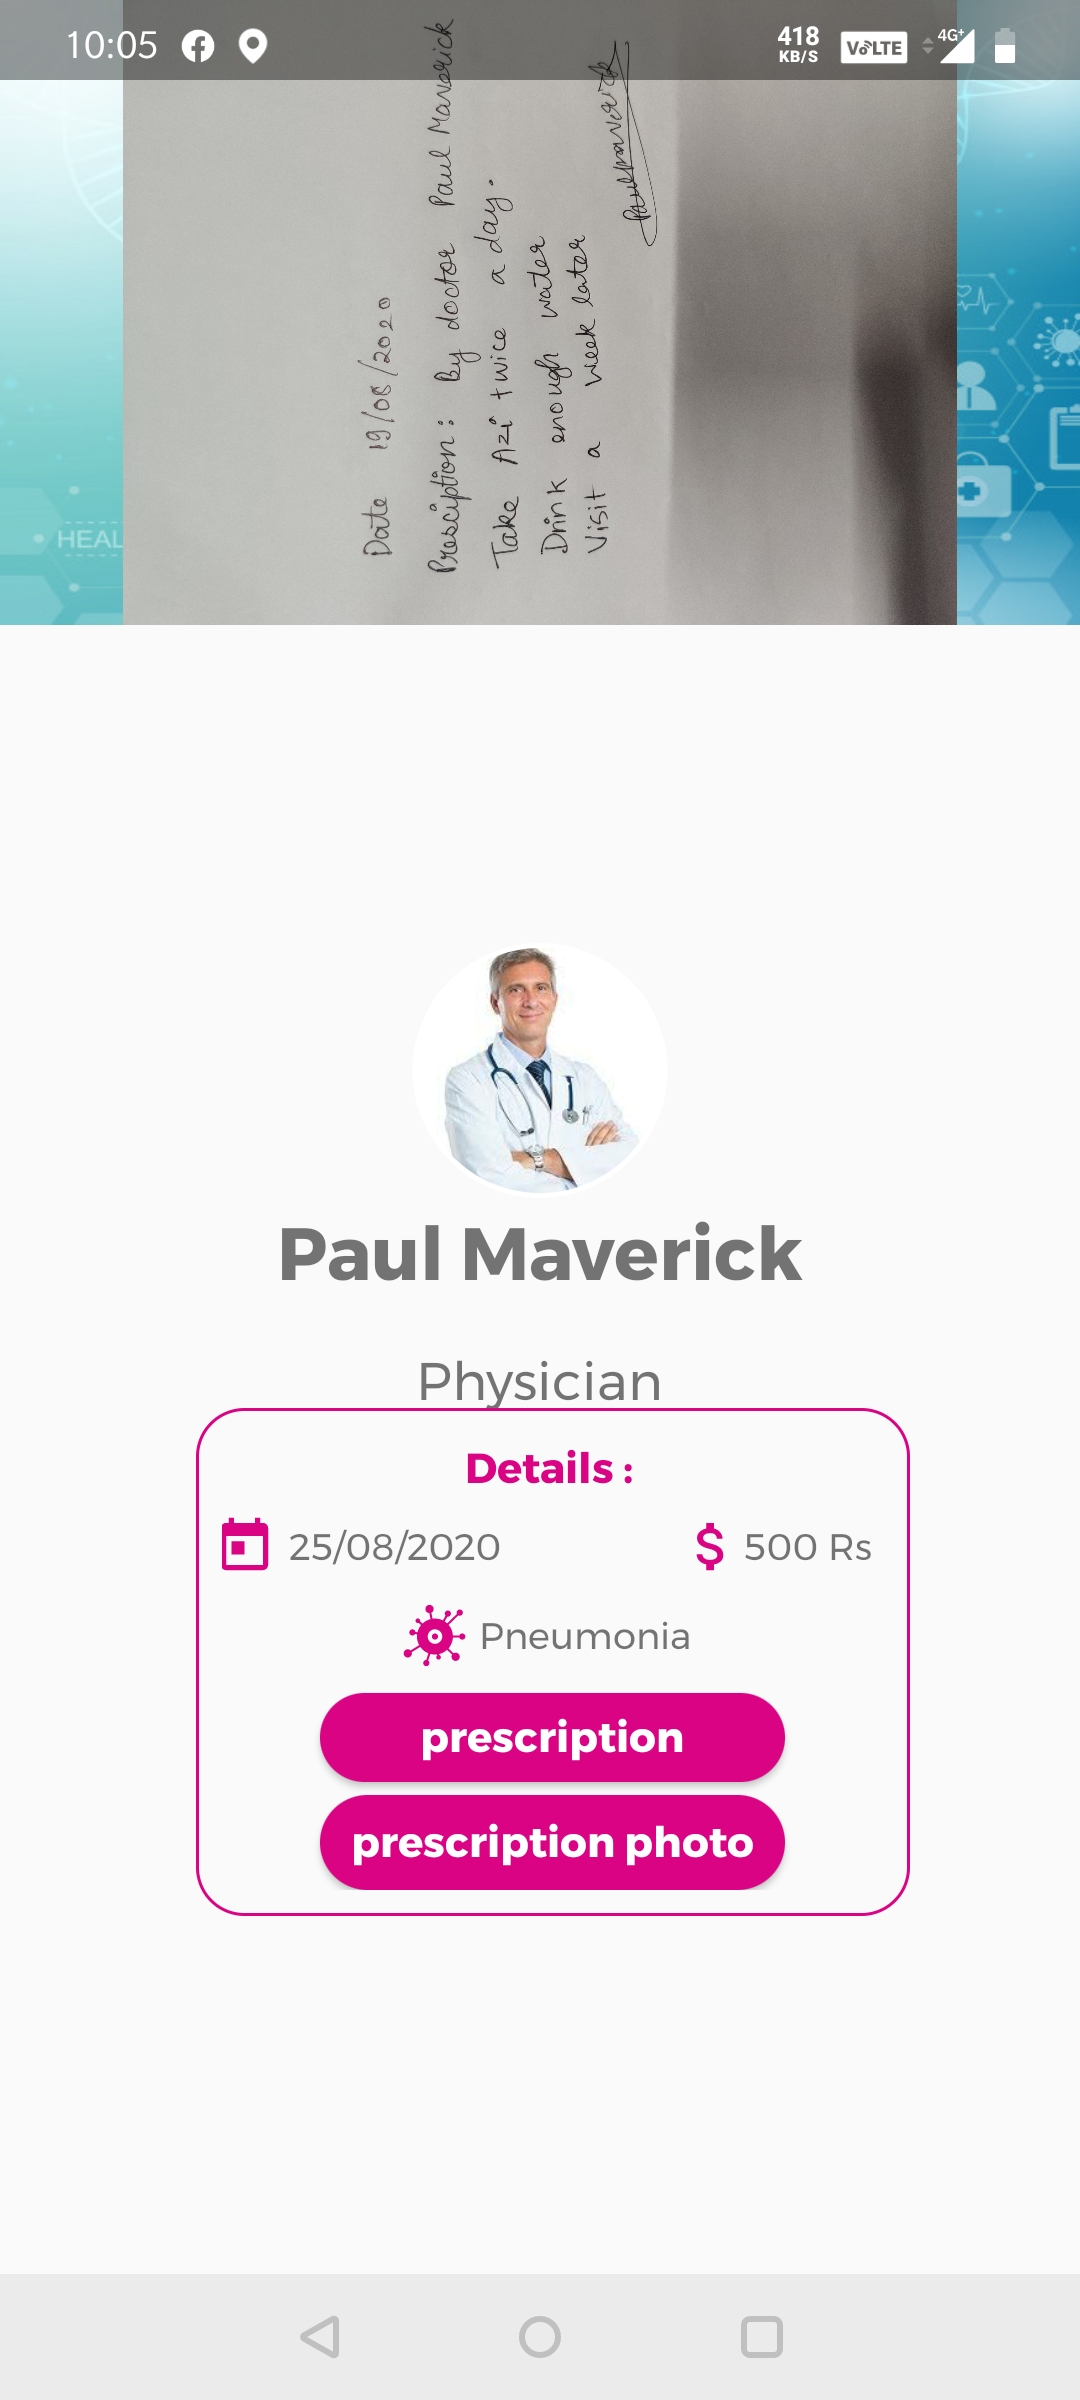 10:05
418
KB/S
VoLTE
4G+
HEAL
Date 19/08/2020
Presciption: By doctor Paul Maverick
Take Azi twice a day.
Drink enough water
Visit a week later
Paulmaverick
Paul Maverick
Physician
Details :
25/08/2020
$ 500 Rs
Pneumonia
prescription
prescription photo